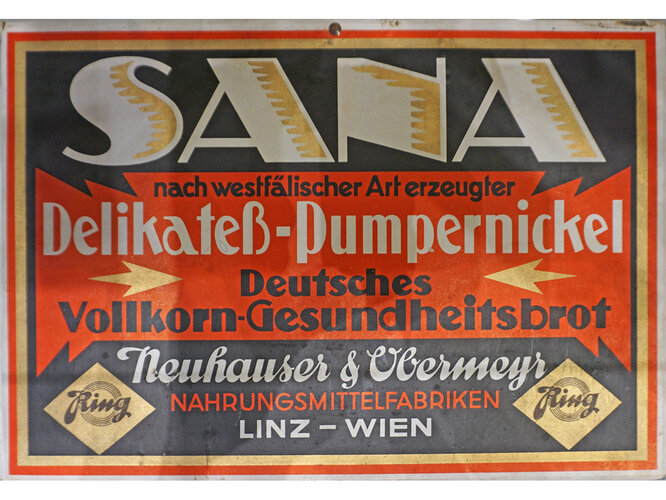 SANA
nach westfälischer Art erzeugter
Delikateß-Pumpernickel
Deutsches
Vollkorn-Gesundheitsbrot
Neuhauser & Obermeyr
Ring
NAHRUNGSMITTELFABRIKEN
Ring
LINZ – WIEN